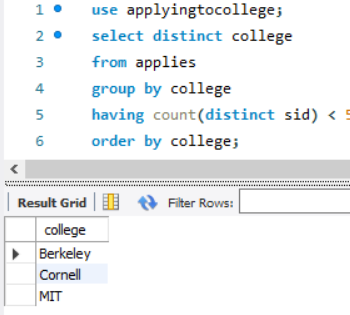 1 use applyingtocollege;
2 select distinct college
3 from applies
4 group by college
5 having count(distinct sid) < 5
6 order by college;
Result Grid Filter Rows:
college
Berkeley
Cornell
MIT